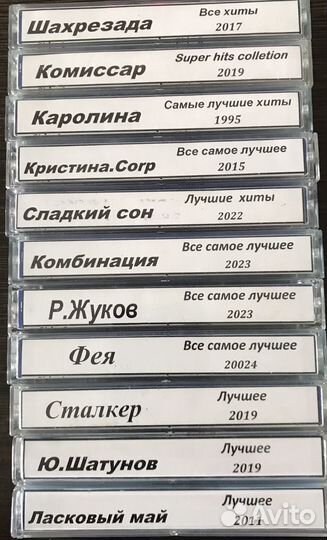 Шахрезада
Все хиты
2017
Комиссар
Super hits colletion
2019
Каролина
Самые лучшие хиты
1995
Кристина.Corp
Все самое лучшее
2015
Сладкий сон
Лучшие хиты
2022
Комбинация
Все самое лучшее
2023
Р.Жуков
Все самое лучшее
2023
Фея
Все самое лучшее
20024
Сталкер
Лучшее
2019
Ю.Шатунов
Лучшее
2019
Ласковый май
Лучшее
2011
Avito